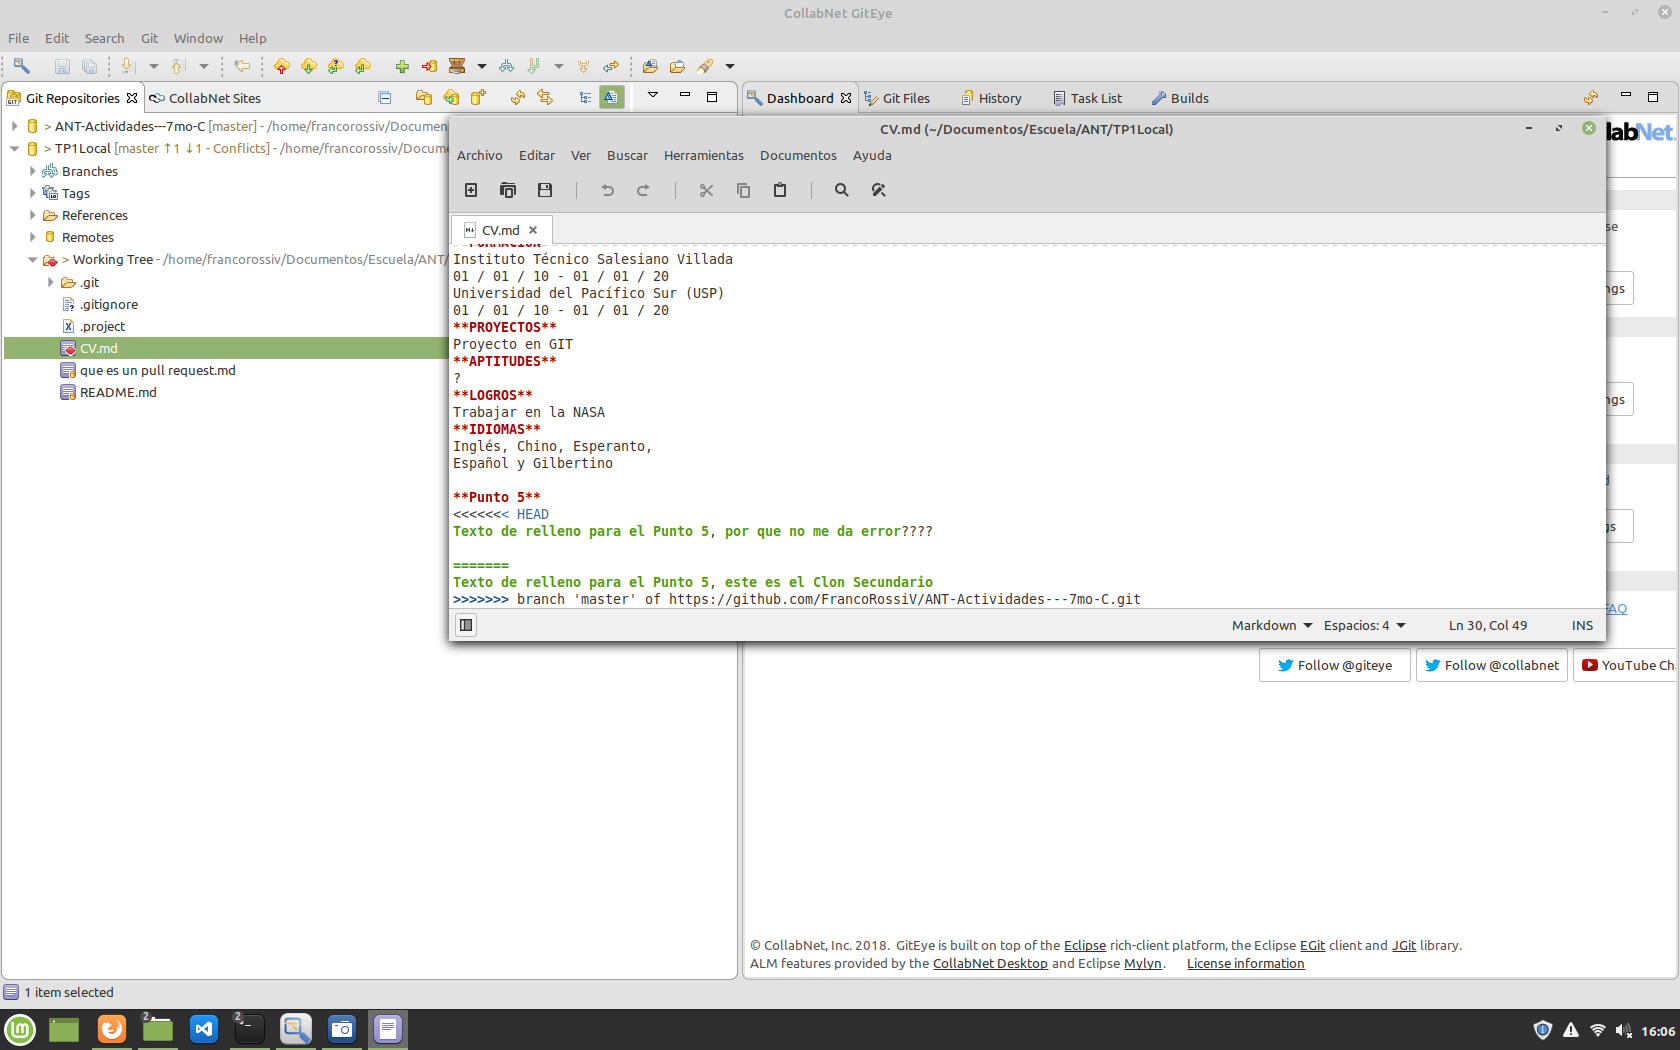 CollabNet GitEye
File Edit Search Git Window Help
Git Repositories CollabNet Sites
Dashboard Git Files History Task List Builds
> ANT-Actividades---7mo-C [master] - /home/francorossiv/Documen
> TP1Local [master ↑1 ↓1 - Conflicts] - /home/francorossiv/Docume
Branches
Tags
References
Remotes
> Working Tree - /home/francorossiv/Documentos/Escuela/ANT/
.git
.gitignore
.project
CV.md
que es un pull request.md
README.md
CV.md (~/Documentos/Escuela/ANT/TP1Local)
Archivo Editar Ver Buscar Herramientas Documentos Ayuda
CV.md
Instituto Técnico Salesiano Villada
01 / 01 / 10 - 01 / 01 / 20
Universidad del Pacífico Sur (USP)
01 / 01 / 10 - 01 / 01 / 20
**PROYECTOS**
Proyecto en GIT
**APTITUDES**
?
**LOGROS**
Trabajar en la NASA
**IDIOMAS**
Inglés, Chino, Esperanto,
Español y Gilbertino
**Punto 5**
<<<<<<< HEAD
Texto de relleno para el Punto 5, por que no me da error????
=======
Texto de relleno para el Punto 5, este es el Clon Secundario
>>>>>>> branch 'master' of https://github.com/FrancoRossiV/ANT-Actividades---7mo-C.git
Markdown Espacios: 4 Ln 30, Col 49 INS
labNet.
se
ngs
ngs
d
gs
FAQ
Follow @giteye Follow @collabnet YouTube Ch
© CollabNet, Inc. 2018. GitEye is built on top of the Eclipse rich-client platform, the Eclipse EGit client and JGit library.
ALM features provided by the CollabNet Desktop and Eclipse Mylyn. License information
1 item selected
2 2 16:06